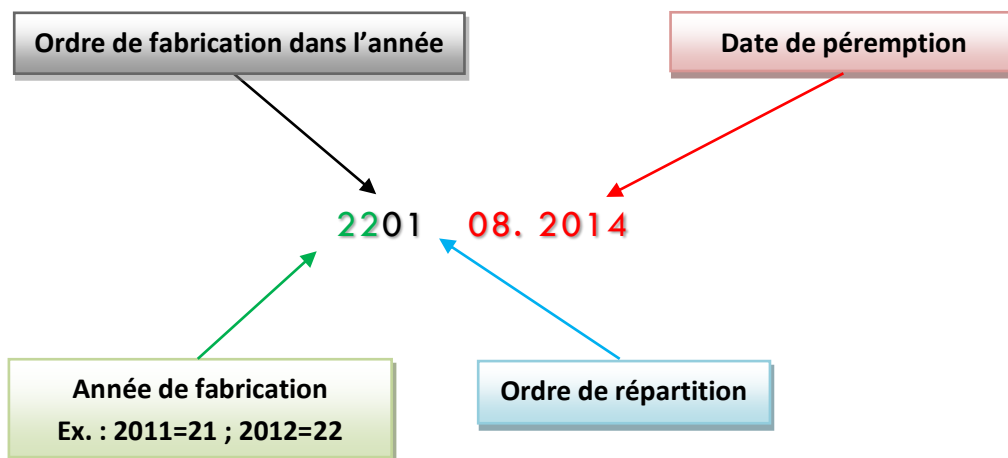 Ordre de fabrication dans l’année
Date de péremption
2201 08. 2014
Année de fabrication
Ex. : 2011=21 ; 2012=22
Ordre de répartition